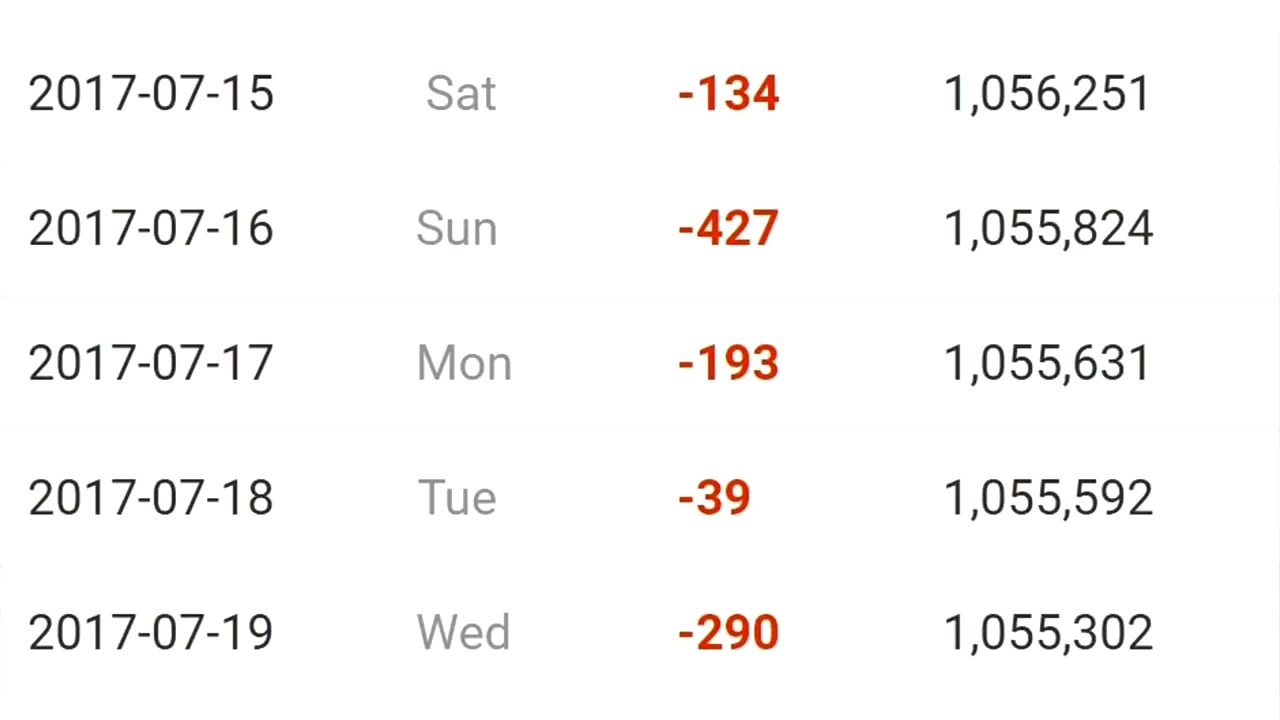 2017-07-15 Sat -134 1,056,251
2017-07-16 Sun -427 1,055,824
2017-07-17 Mon -193 1,055,631
2017-07-18 Tue -39 1,055,592
2017-07-19 Wed -290 1,055,302